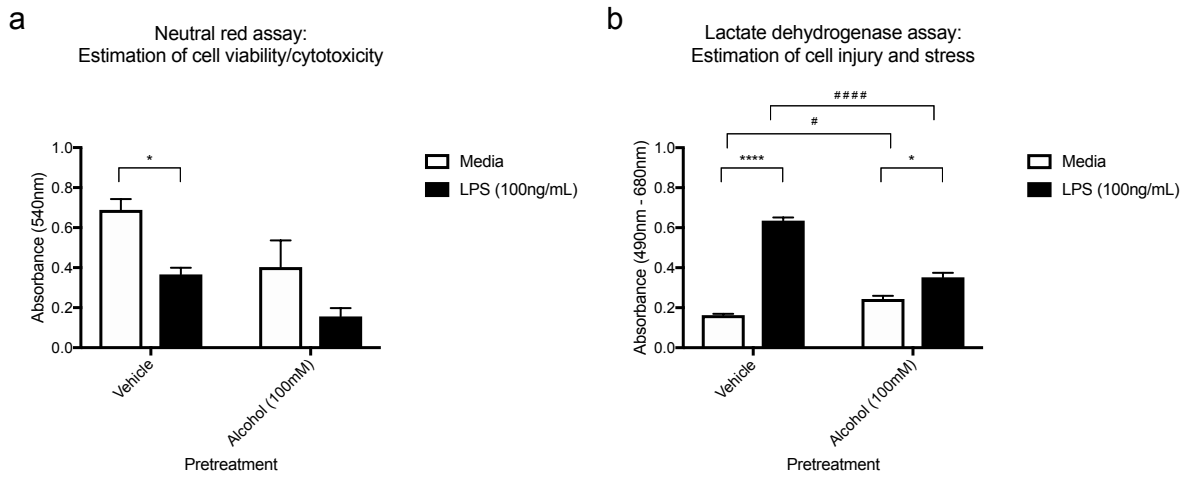 a
Neutral red assay:
Estimation of cell viability/cytotoxicity
*
Absorbance (540nm)
1.0
0.8
0.6
0.4
0.2
0.0
Vehicle
Alcohol (100mM)
Pretreatment
Media
LPS (100ng/mL)
b
Lactate dehydrogenase assay:
Estimation of cell injury and stress
####
#
****
*
Absorbance (490nm - 680nm)
1.0
0.8
0.6
0.4
0.2
0.0
Vehicle
Alcohol (100mM)
Pretreatment
Media
LPS (100ng/mL)